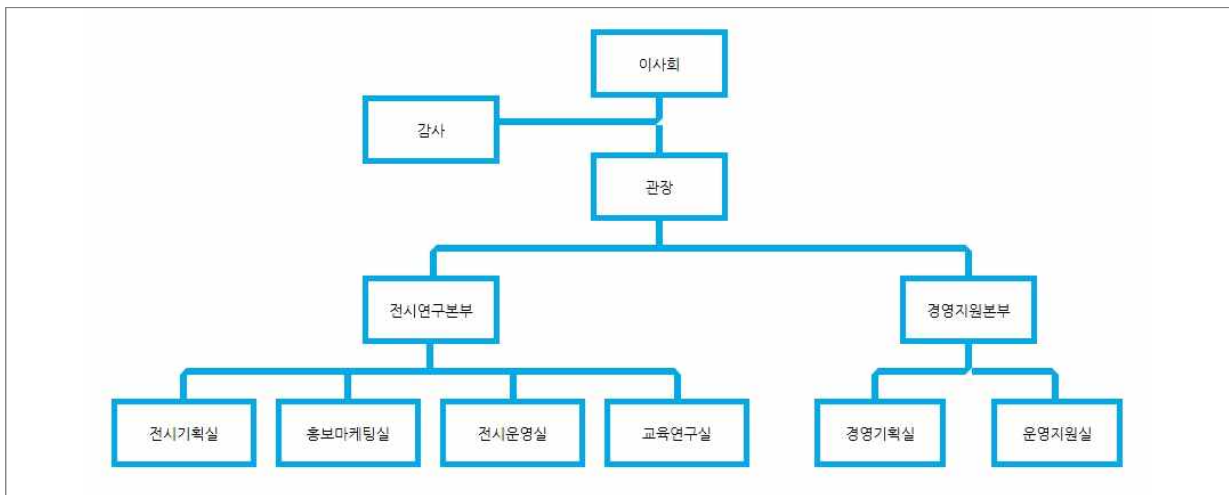 이사회
감사
관장
전시연구본부
경영지원본부
전시기획실
홍보마케팅실
전시운영실
교육연구실
경영기획실
운영지원실